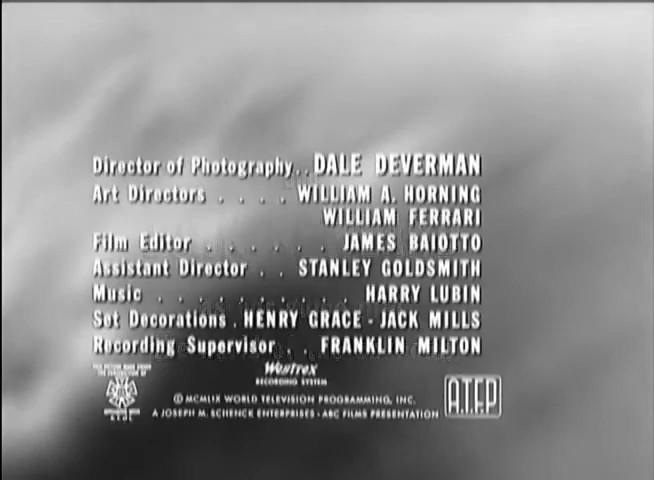 Director of Photography.. DALE DEVERMAN
Art Directors . . . . WILLIAM A. HORNING
WILLIAM FERRARI
Film Editor . . . . . . JAMES BAIOTTO
Assistant Director . . STANLEY GOLDSMITH
Music . . . . . . . . . . HARRY LUBIN
Set Decorations . HENRY GRACE - JACK MILLS
Recording Supervisor . . FRANKLIN MILTON
Westrex
RECORDING SYSTEM
©MCMLIX WORLD TELEVISION PROGRAMMING, INC.
A JOSEPH M. SCHENCK ENTERPRISES - ABC FILMS PRESENTATION
A.T.F.P